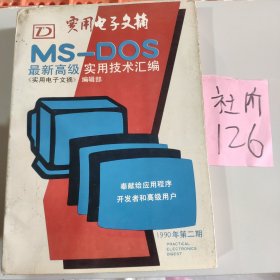 实用电子文摘
MS-DOS
最新高级 实用技术汇编
《实用电子文摘》编辑部
奉献给应用程序
开发者和高级用户
1990年第二期
PRACTICAL
ELECTRONICS
DIGEST
126